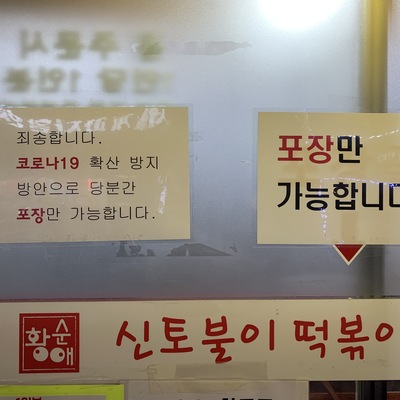 죄송합니다.
코로나19 확산 방지
방안으로 당분간
포장만 가능합니다.
포장만
가능합니다
황순애
신토불이 떡볶이